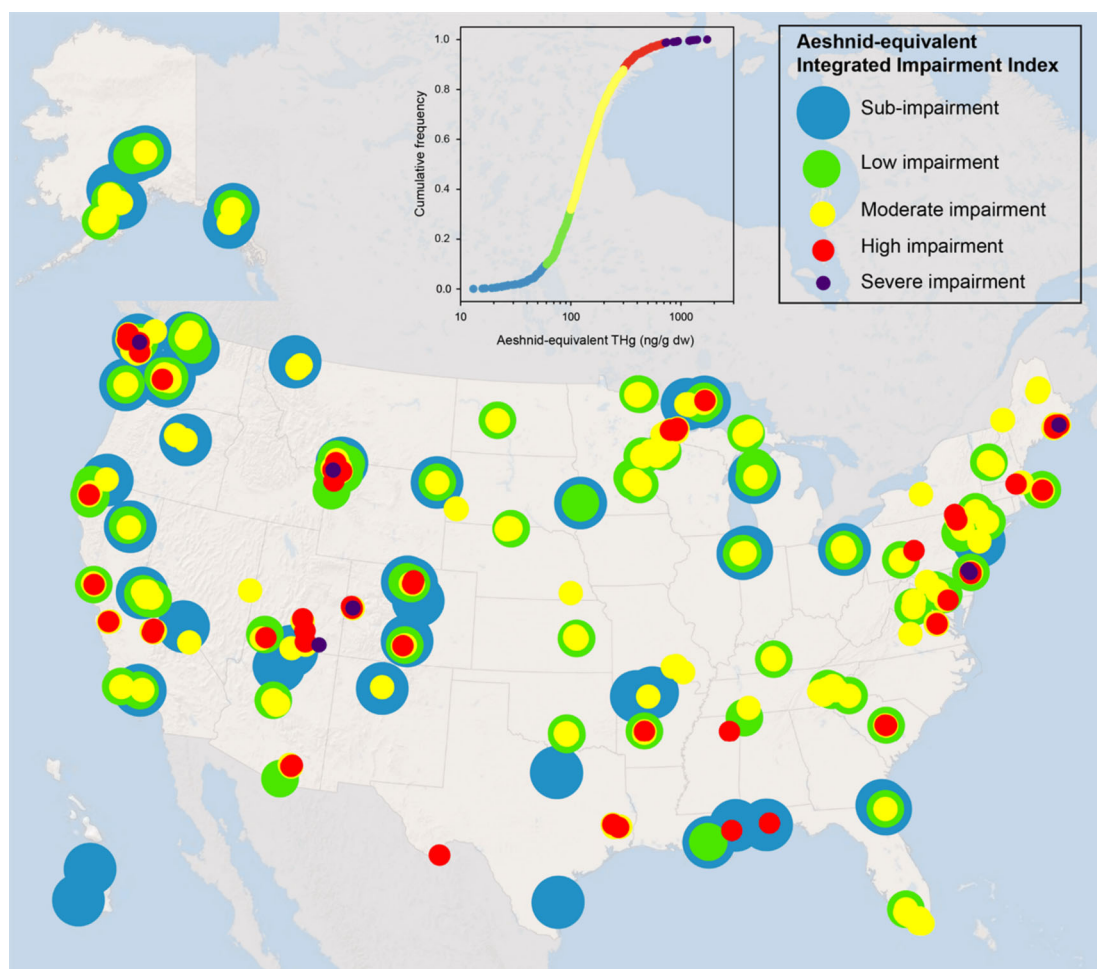 Aeshnid-equivalent
Integrated Impairment Index
Sub-impairment
Low impairment
Moderate impairment
High impairment
Severe impairment
Cumulative frequency
1.0
0.8
0.6
0.4
0.2
0.0
10 100 1000
Aeshnid-equivalent THg (ng/g dw)